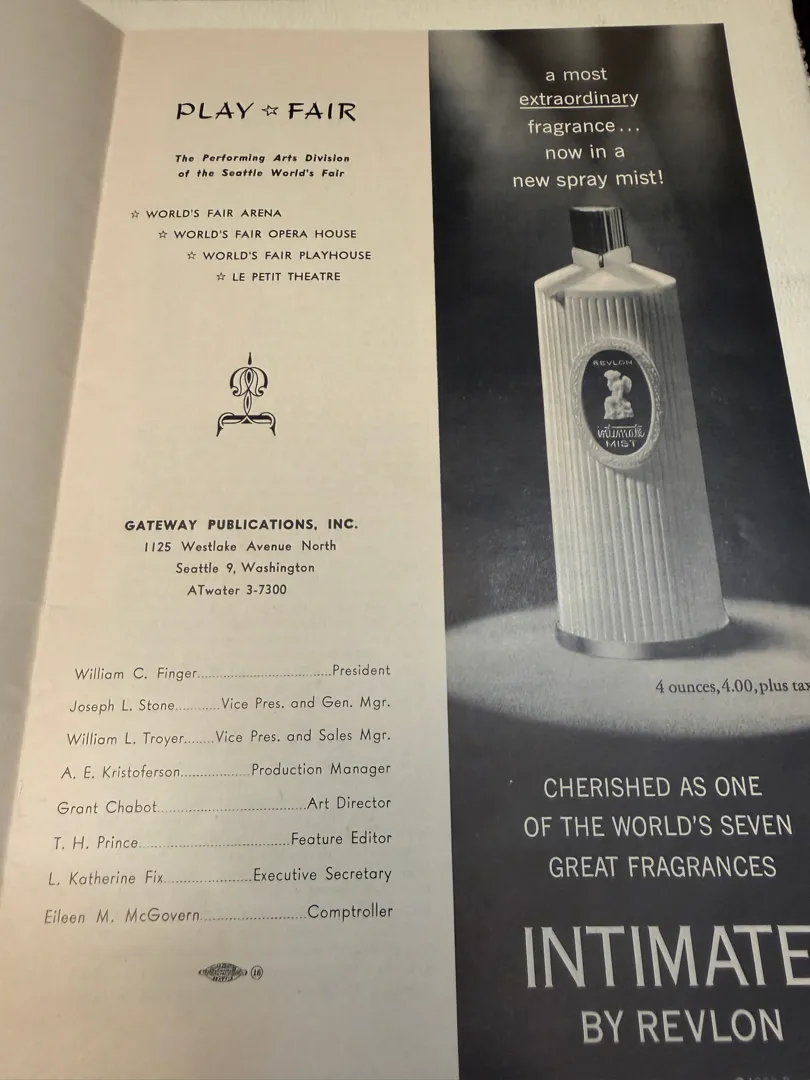 PLAY ☆ FAIR
The Performing Arts Division
of the Seattle World's Fair
☆ WORLD'S FAIR ARENA
☆ WORLD'S FAIR OPERA HOUSE
☆ WORLD'S FAIR PLAYHOUSE
☆ LE PETIT THEATRE
GATEWAY PUBLICATIONS, INC.
1125 Westlake Avenue North
Seattle 9, Washington
ATwater 3-7300
William C. Finger........................................President
Joseph L. Stone............Vice Pres. and Gen. Mgr.
William L. Troyer........Vice Pres. and Sales Mgr.
A. E. Kristoferson...................Production Manager
Grant Chabot........................................Art Director
T. H. Prince........................................Feature Editor
L. Katherine Fix.......................Executive Secretary
Eileen M. McGovern...........................Comptroller
18
a most
extraordinary
fragrance...
now in a
new spray mist!
REVLON
intimate
MIST
4 ounces, 4.00, plus tax
CHERISHED AS ONE
OF THE WORLD'S SEVEN
GREAT FRAGRANCES
INTIMATE
BY REVLON